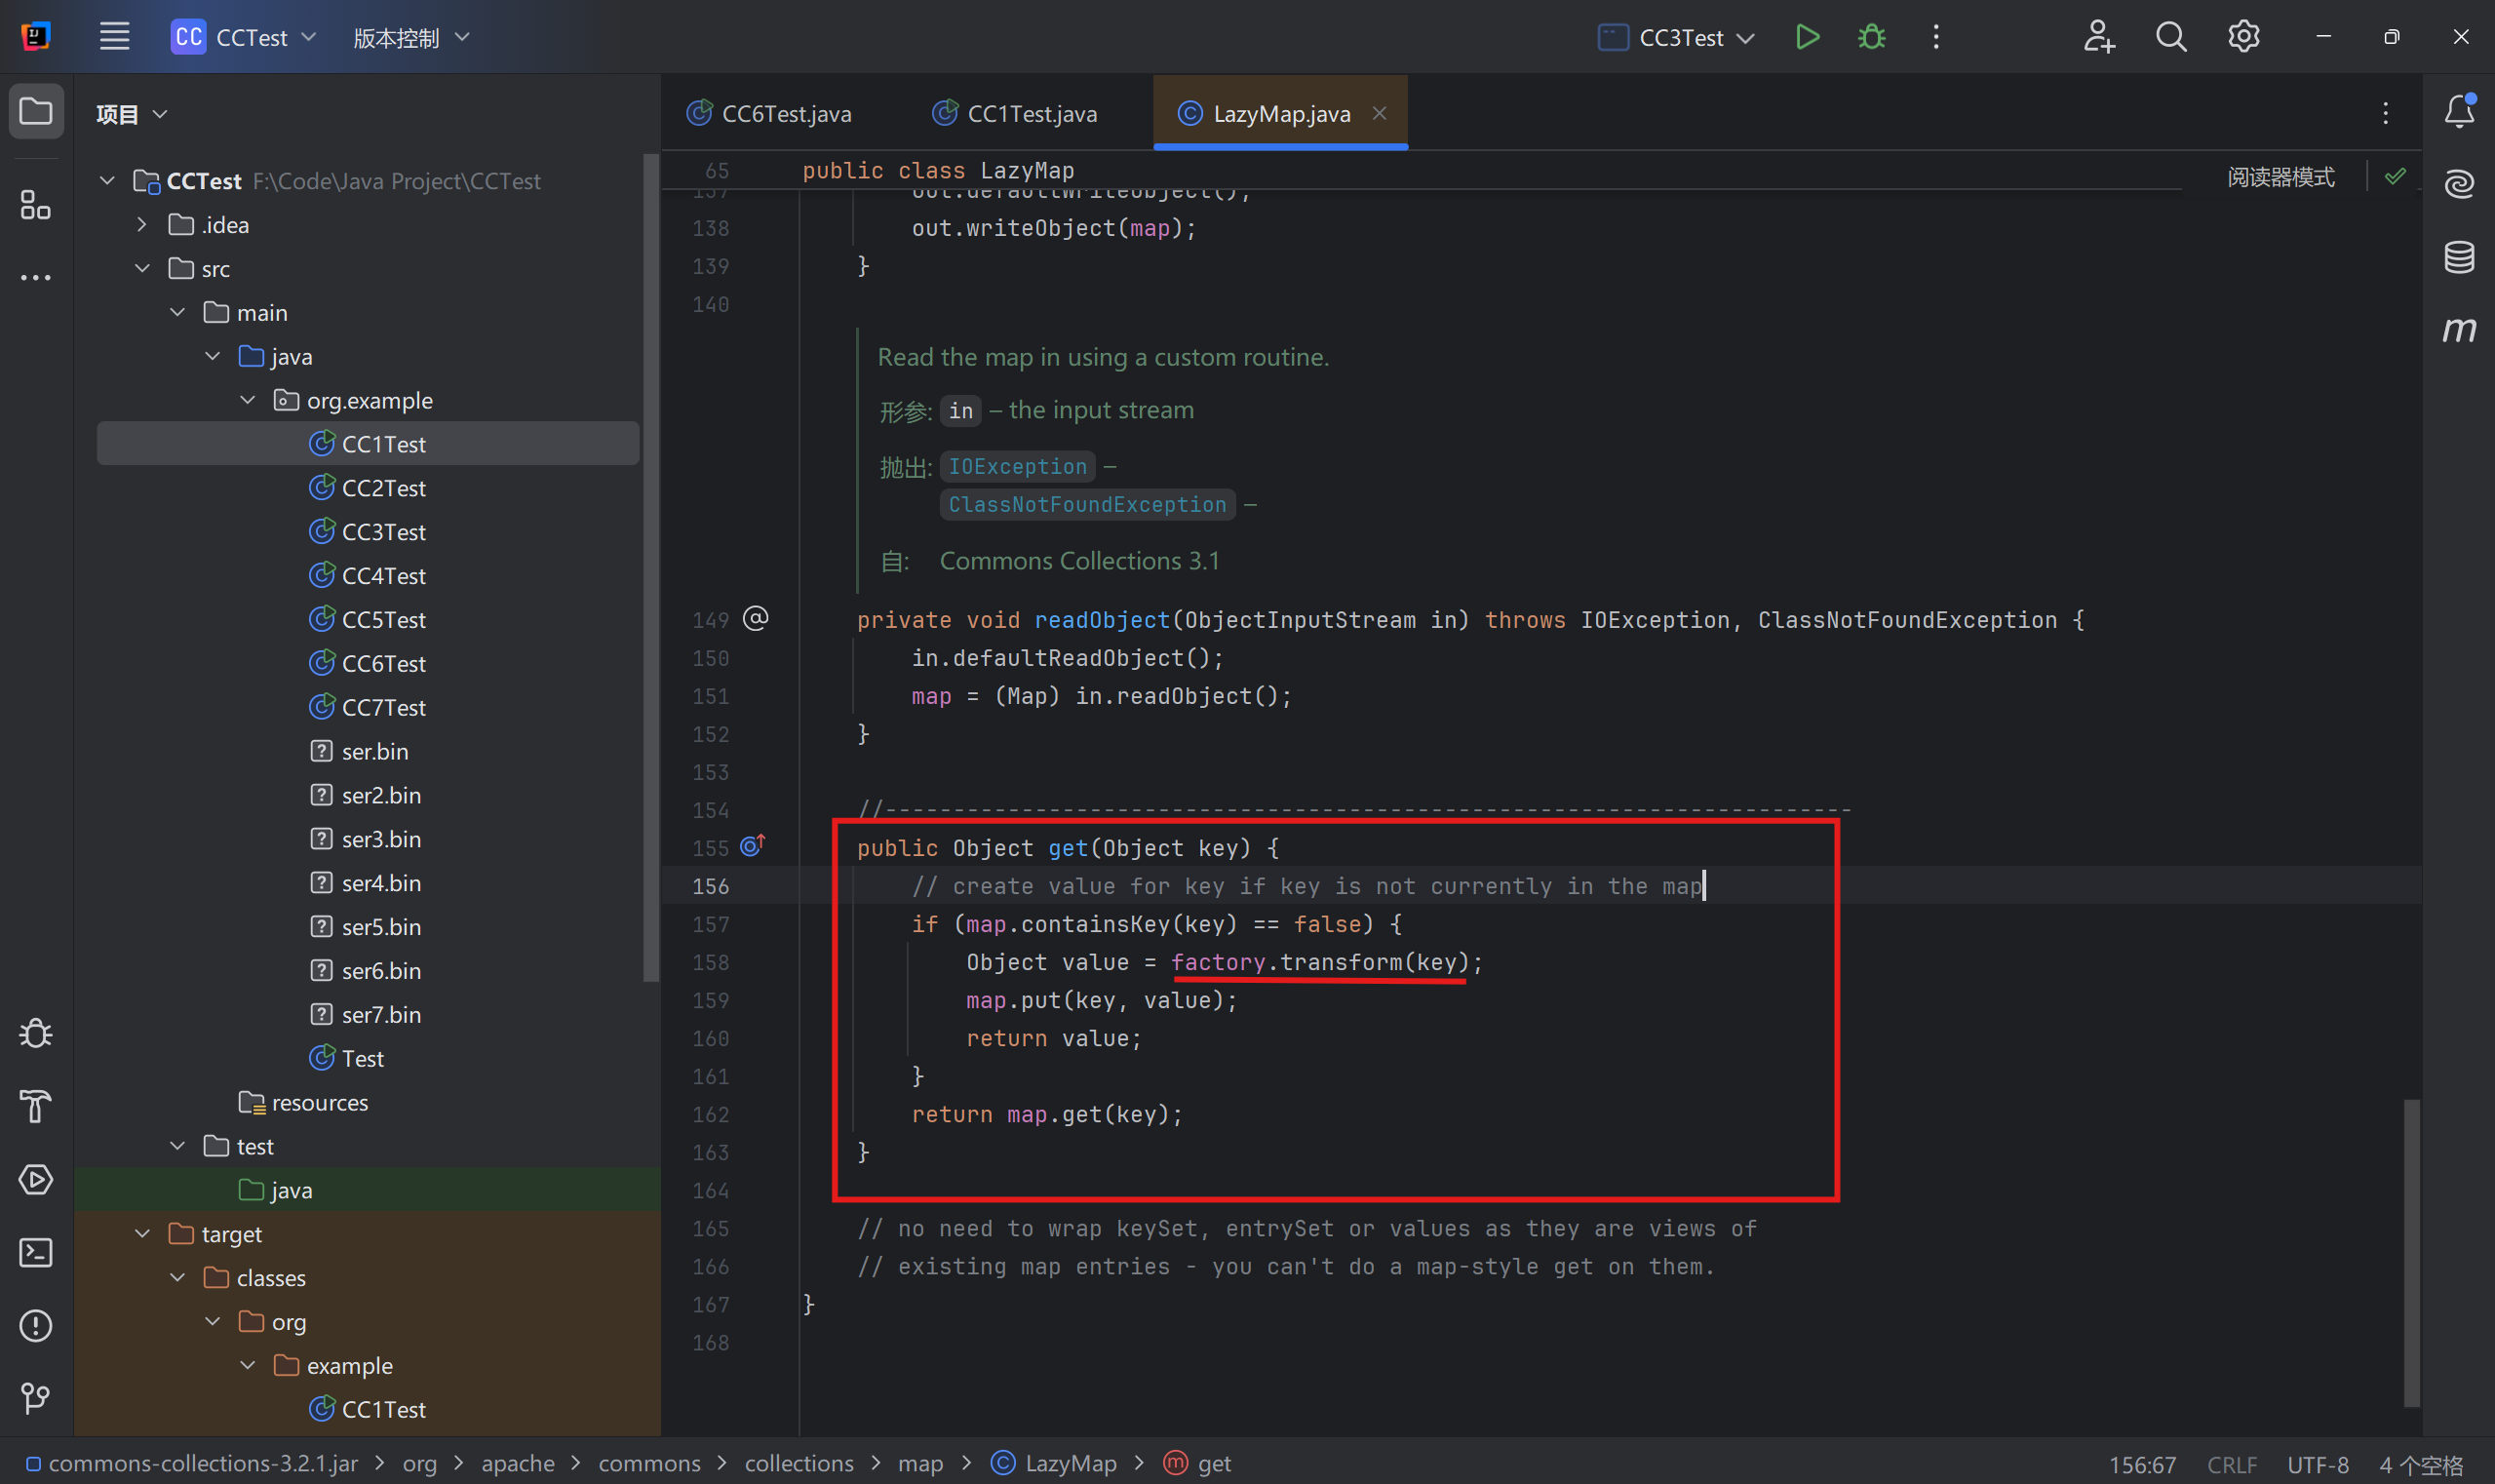 CC CCTest 版本控制 CC3Test
项目
CCTest F:\Code\Java Project\CCTest
.idea
src
main
java
org.example
CC1Test
CC2Test
CC3Test
CC4Test
CC5Test
CC6Test
CC7Test
ser.bin
ser2.bin
ser3.bin
ser4.bin
ser5.bin
ser6.bin
ser7.bin
Test
resources
test
java
target
classes
org
example
CC1Test
CC6Test.java CC1Test.java LazyMap.java
65 public class LazyMap
阅读器模式
137 out.defaultWriteObject();
138 out.writeObject(map);
139 }
140
Read the map in using a custom routine.
形参: in – the input stream
抛出: IOException –
ClassNotFoundException –
自: Commons Collections 3.1
149 private void readObject(ObjectInputStream in) throws IOException, ClassNotFoundException {
150 in.defaultReadObject();
151 map = (Map) in.readObject();
152 }
153
154 //-----------------------------------------------------------------------
155 public Object get(Object key) {
156 // create value for key if key is not currently in the map
157 if (map.containsKey(key) == false) {
158 Object value = factory.transform(key);
159 map.put(key, value);
160 return value;
161 }
162 return map.get(key);
163 }
164
165 // no need to wrap keySet, entrySet or values as they are views of
166 // existing map entries - you can't do a map-style get on them.
167 }
168
commons-collections-3.2.1.jar > org > apache > commons > collections > map > LazyMap > get
156:67 CRLF UTF-8 4 个空格